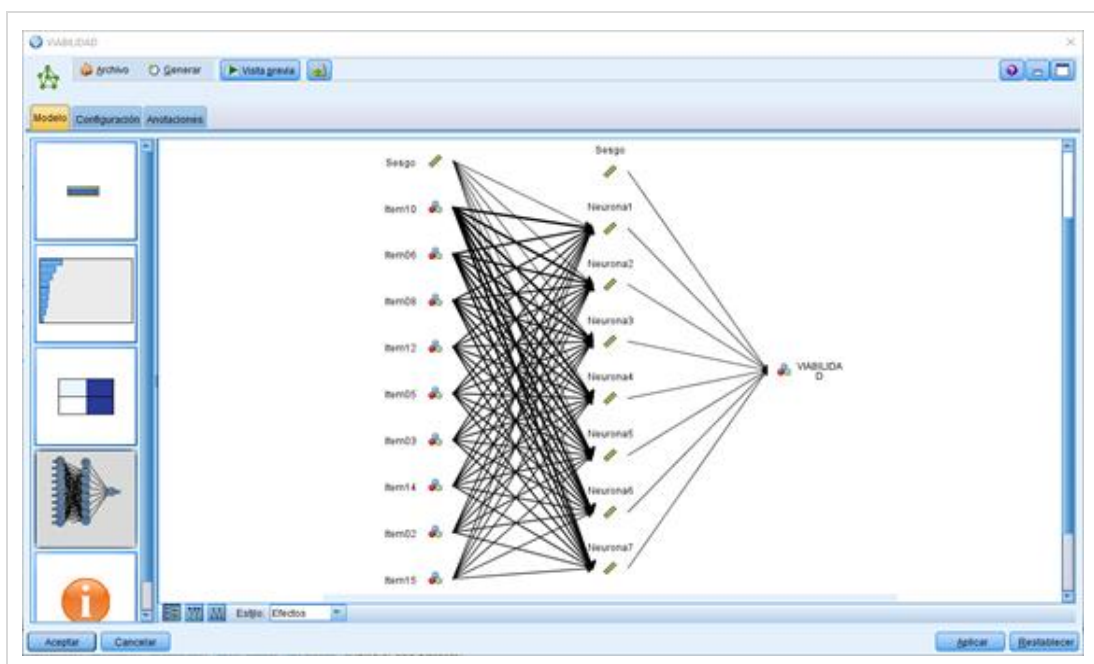 VIABILIDAD
Archivo Generar Vista previa
Modelo Configuración Anotaciones
Sesgo
Sesgo
Item10
Neurona1
Item06
Neurona2
Item08
Neurona3
Item12
Neurona4
Item05
Neurona5
Item03
Neurona6
Item14
Neurona7
Item02
Item15
VIABILIDA
D
Estilo: Efectos
Aceptar Cancelar Aplicar Restablecer